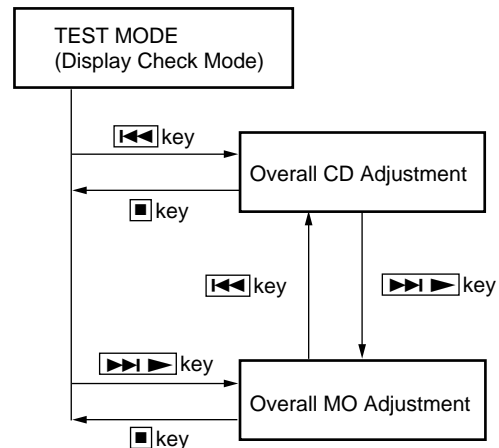 TEST MODE
(Display Check Mode)
key
Overall CD Adjustment
key
key
key
key
Overall MO Adjustment
key